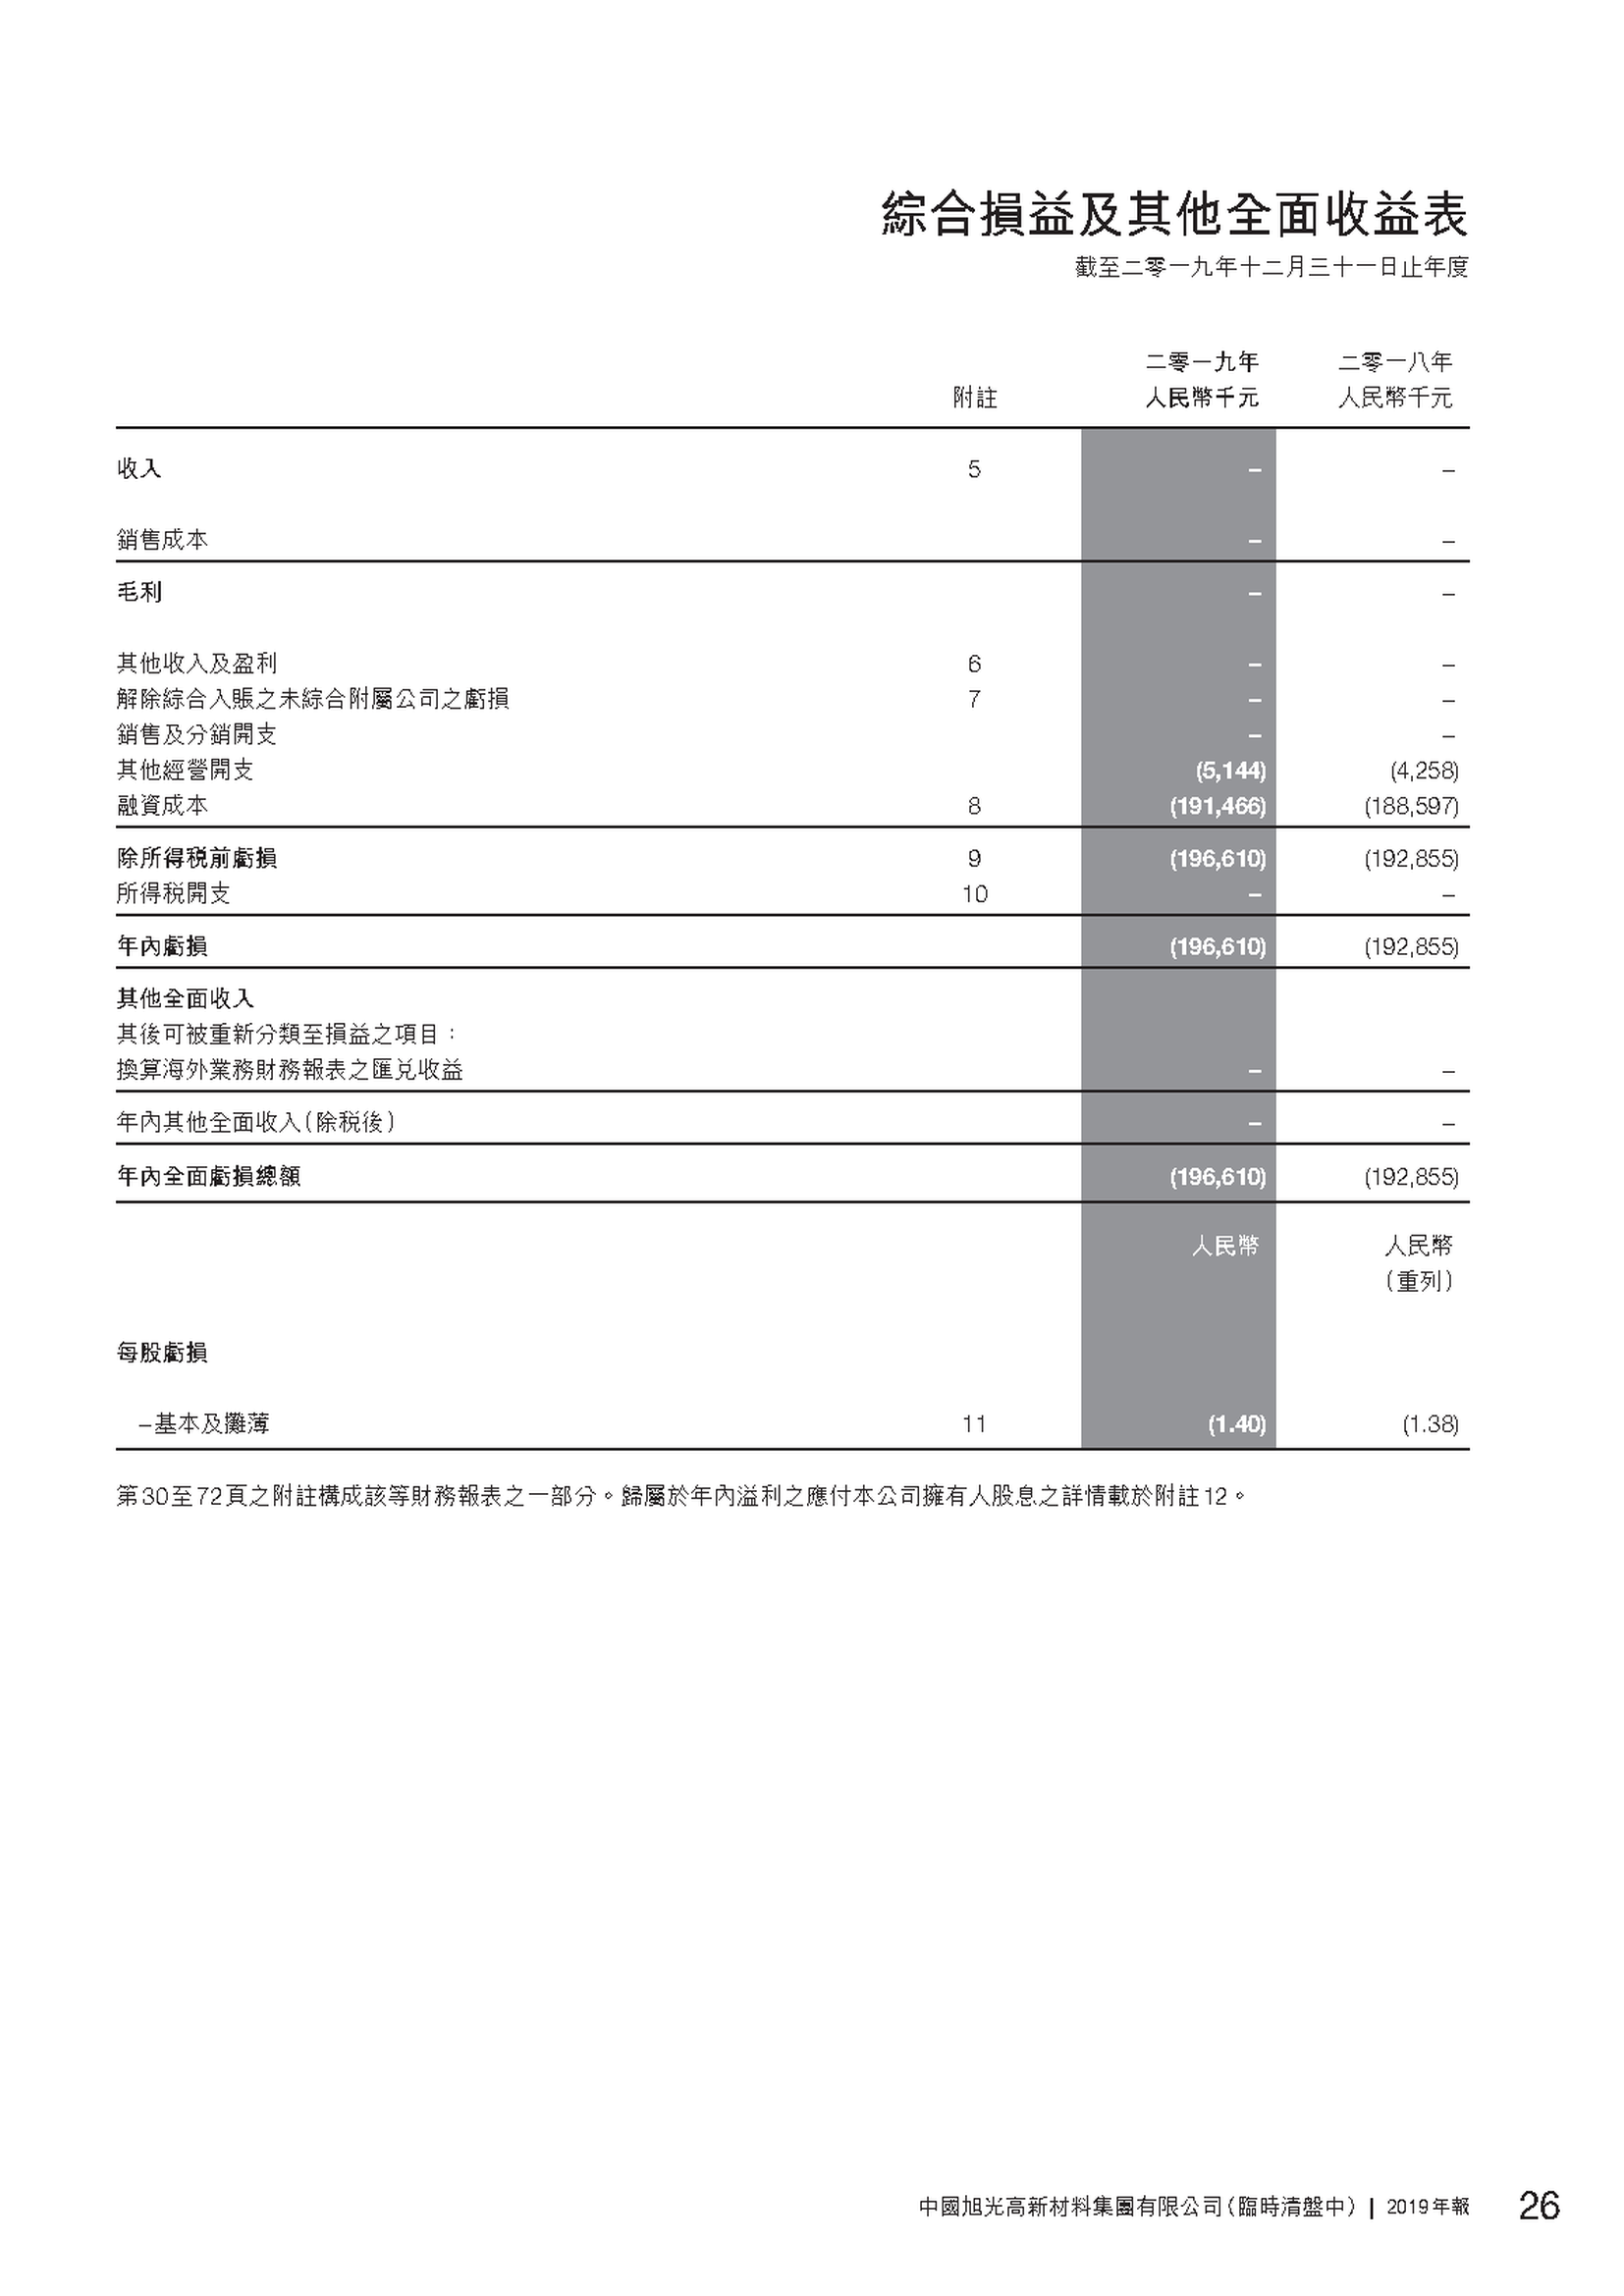 綜合損益及其他全面收益表
截至二零一九年十二月三十一日止年度
二零一九年 二零一八年
附註 人民幣千元 人民幣千元
收入 5 – –
銷售成本 – –
毛利 – –
其他收入及盈利 6 – –
解除綜合入賬之未綜合附屬公司之虧損 7 – –
銷售及分銷開支 – –
其他經營開支 (5,144) (4,258)
融資成本 8 (191,466) (188,597)
除所得稅前虧損 9 (196,610) (192,855)
所得稅開支 10 – –
年內虧損 (196,610) (192,855)
其他全面收入
其後可被重新分類至損益之項目：
換算海外業務財務報表之匯兌收益 – –
年內其他全面收入（除稅後） – –
年內全面虧損總額 (196,610) (192,855)
人民幣 人民幣
（重列）
每股虧損
–基本及攤薄 11 (1.40) (1.38)
第30至72頁之附註構成該等財務報表之一部分。歸屬於年內溢利之應付本公司擁有人股息之詳情載於附註12。
中國旭光高新材料集團有限公司（臨時清盤中） | 2019年報 26